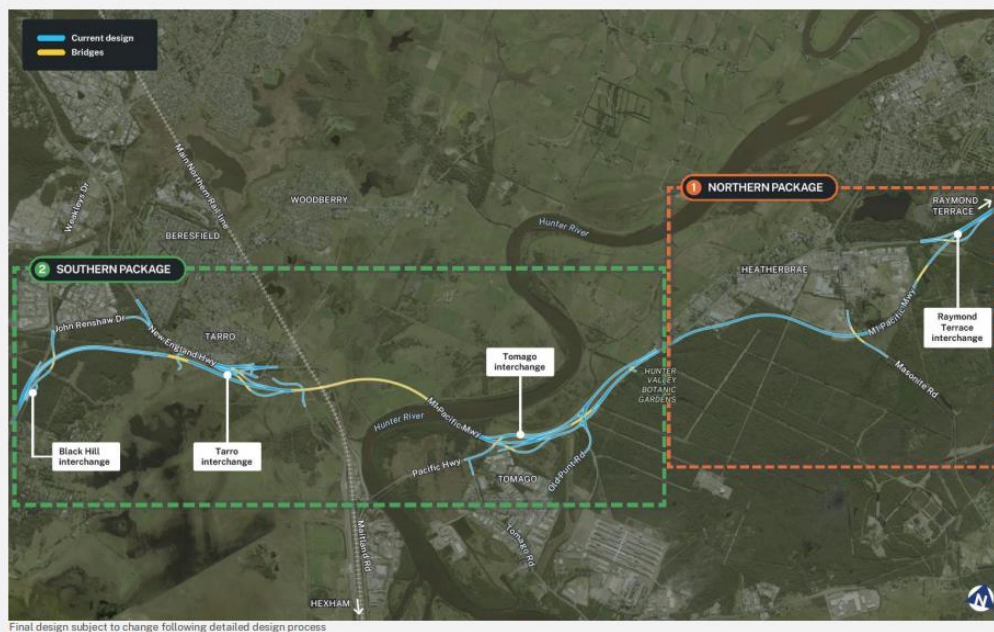 Current design
Bridges
1 NORTHERN PACKAGE
RAYMOND
TERRACE
Weakleys Dr
Main Northern Rail line
WOODBERRY
Hunter River
BERESFIELD
2 SOUTHERN PACKAGE
HEATHERBRAE
John Renshaw Dr
TARRO
New England Hwy
M1 Pacific Mwy
Raymond
Terrace
interchange
Tomago
interchange
HUNTER
VALLEY
BOTANIC
GARDENS
Masonite Rd
M1 Pacific Mwy
Hunter River
Black Hill
interchange
Tarro
interchange
Pacific Hwy
TOMAGO
Old Punt Rd
Tomago Rd
Maitland Rd
HEXHAM
N
Final design subject to change following detailed design process